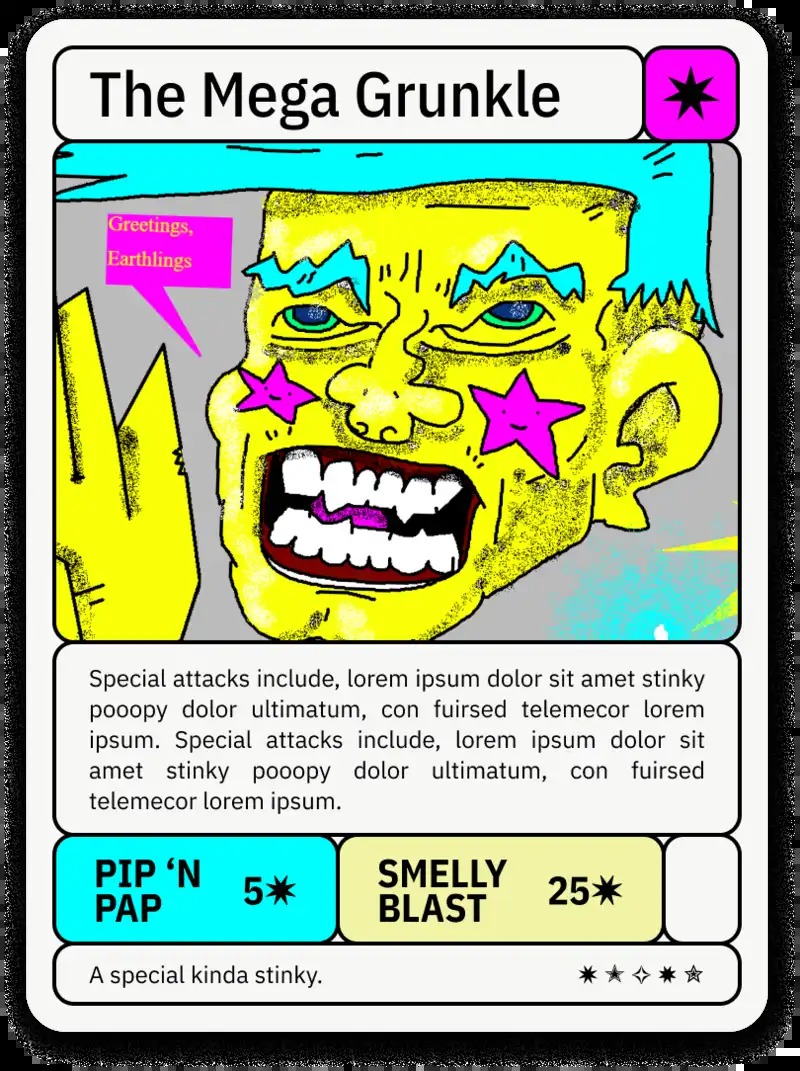 The Mega Grunkle
Greetings,
Earthlings
Special attacks include, lorem ipsum dolor sit amet stinky
pooopy dolor ultimatum, con fuirsed telemecor lorem
ipsum. Special attacks include, lorem ipsum dolor sit
amet stinky pooopy dolor ultimatum, con fuirsed
telemecor lorem ipsum.
PIP ‘N
PAP
5✷
SMELLY
BLAST
25✷
A special kinda stinky.